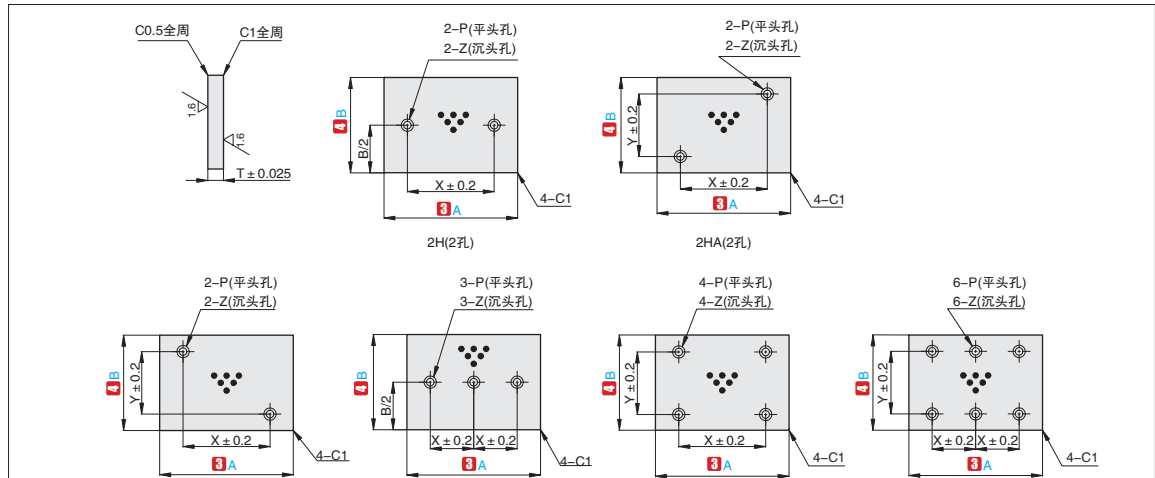 C0.5全周
C1全周
1.6
1.6
T ± 0.025
2-P(平头孔)
2-Z(沉头孔)
4 B
B/2
X ± 0.2
3 A
4-C1
2H(2孔)
2-P(平头孔)
2-Z(沉头孔)
4 B
Y ± 0.2
X ± 0.2
3 A
4-C1
2HA(2孔)
2-P(平头孔)
2-Z(沉头孔)
4 B
Y ± 0.2
X ± 0.2
3 A
4-C1
3-P(平头孔)
3-Z(沉头孔)
4 B
B/2
X ± 0.2
X ± 0.2
3 A
4-C1
4-P(平头孔)
4-Z(沉头孔)
4 B
Y ± 0.2
X ± 0.2
3 A
4-C1
6-P(平头孔)
6-Z(沉头孔)
4 B
Y ± 0.2
X ± 0.2
X ± 0.2
3 A
4-C1